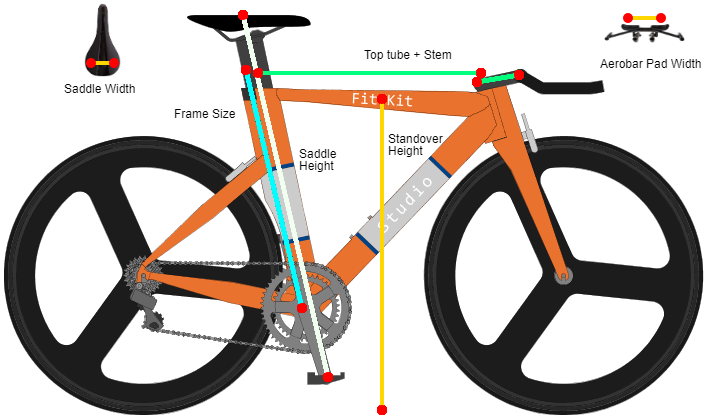 Top tube + Stem
Saddle Width
Aerobar Pad Width
Fit Kit
Frame Size
Standover
Height
Saddle
Height
Studio